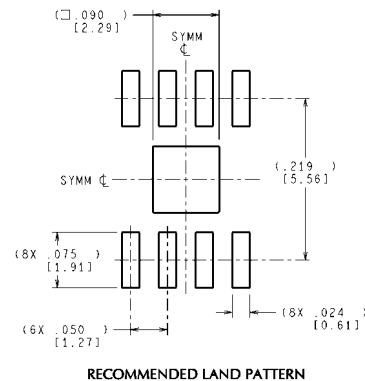 (□.090 )
[2.29]
SYMM
℄
(.219 )
[5.56]
SYMM ℄
(8X .075 )
[1.91]
(6X .050 )
[1.27]
(8X .024 )
[0.61]
RECOMMENDED LAND PATTERN